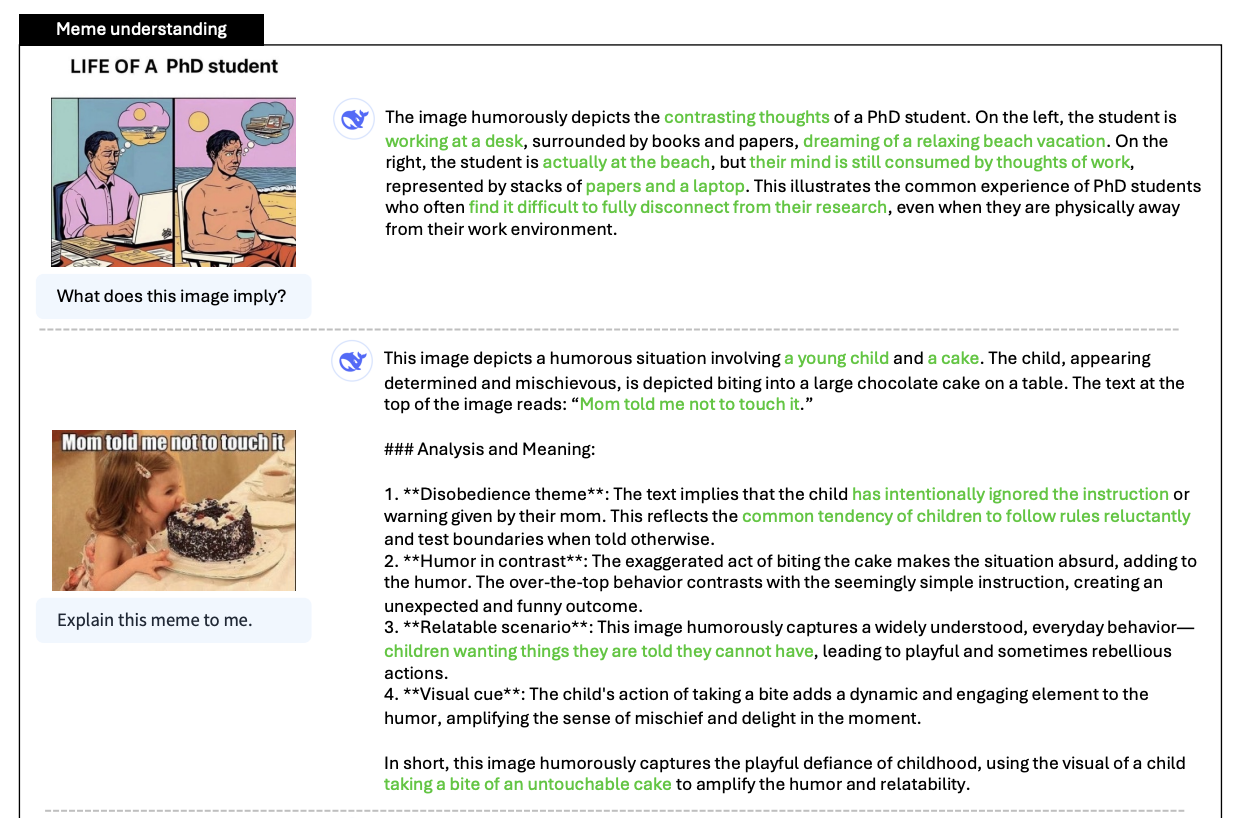 Meme understanding
LIFE OF A PhD student
The image humorously depicts the contrasting thoughts of a PhD student. On the left, the student is
working at a desk, surrounded by books and papers, dreaming of a relaxing beach vacation. On the
right, the student is actually at the beach, but their mind is still consumed by thoughts of work,
represented by stacks of papers and a laptop. This illustrates the common experience of PhD students
who often find it difficult to fully disconnect from their research, even when they are physically away
from their work environment.
What does this image imply?
This image depicts a humorous situation involving a young child and a cake. The child, appearing
determined and mischievous, is depicted biting into a large chocolate cake on a table. The text at the
top of the image reads: “Mom told me not to touch it.”
Mom told me not to touch it
Explain this meme to me.
### Analysis and Meaning:
1. **Disobedience theme**: The text implies that the child has intentionally ignored the instruction or
warning given by their mom. This reflects the common tendency of children to follow rules reluctantly
and test boundaries when told otherwise.
2. **Humor in contrast**: The exaggerated act of biting the cake makes the situation absurd, adding to
the humor. The over-the-top behavior contrasts with the seemingly simple instruction, creating an
unexpected and funny outcome.
3. **Relatable scenario**: This image humorously captures a widely understood, everyday behavior—
children wanting things they are told they cannot have, leading to playful and sometimes rebellious
actions.
4. **Visual cue**: The child's action of taking a bite adds a dynamic and engaging element to the
humor, amplifying the sense of mischief and delight in the moment.
In short, this image humorously captures the playful defiance of childhood, using the visual of a child
taking a bite of an untouchable cake to amplify the humor and relatability.